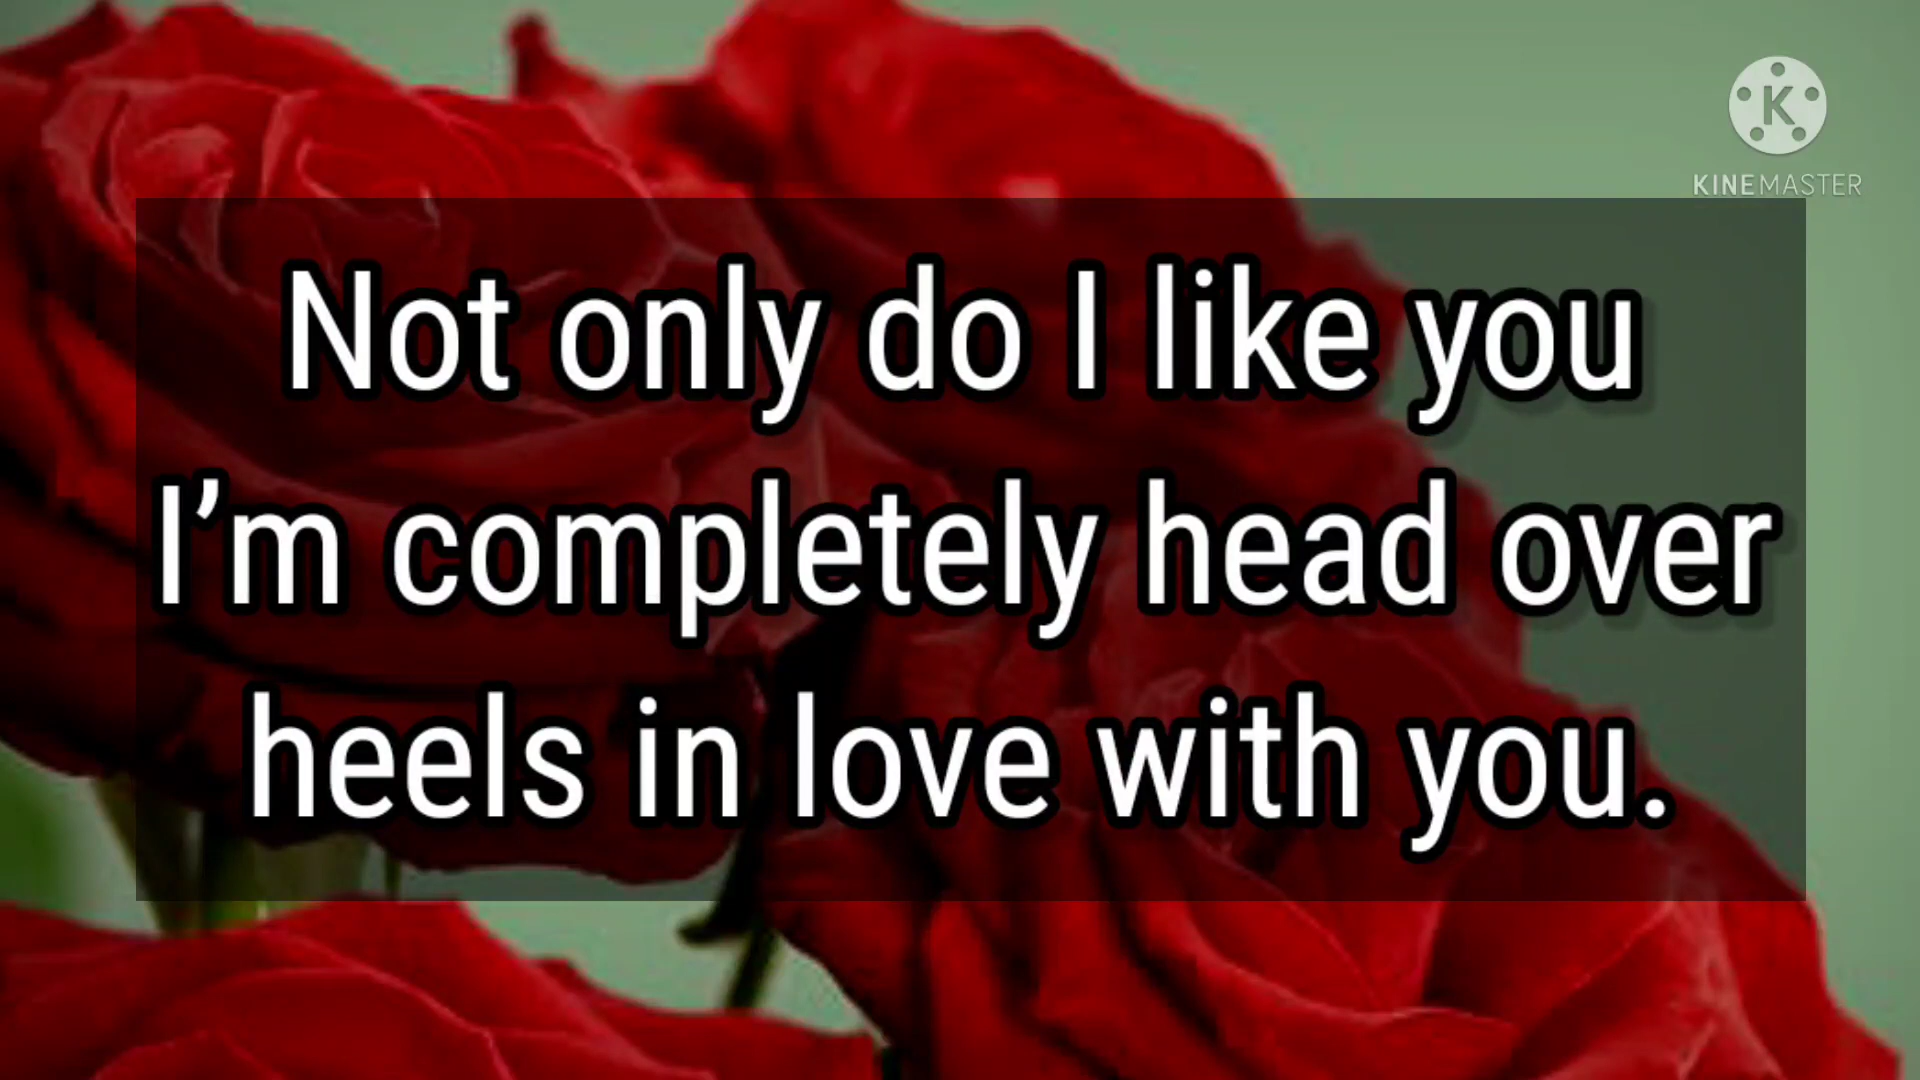 K
KINEMASTER
Not only do I like you
I’m completely head over
heels in love with you.